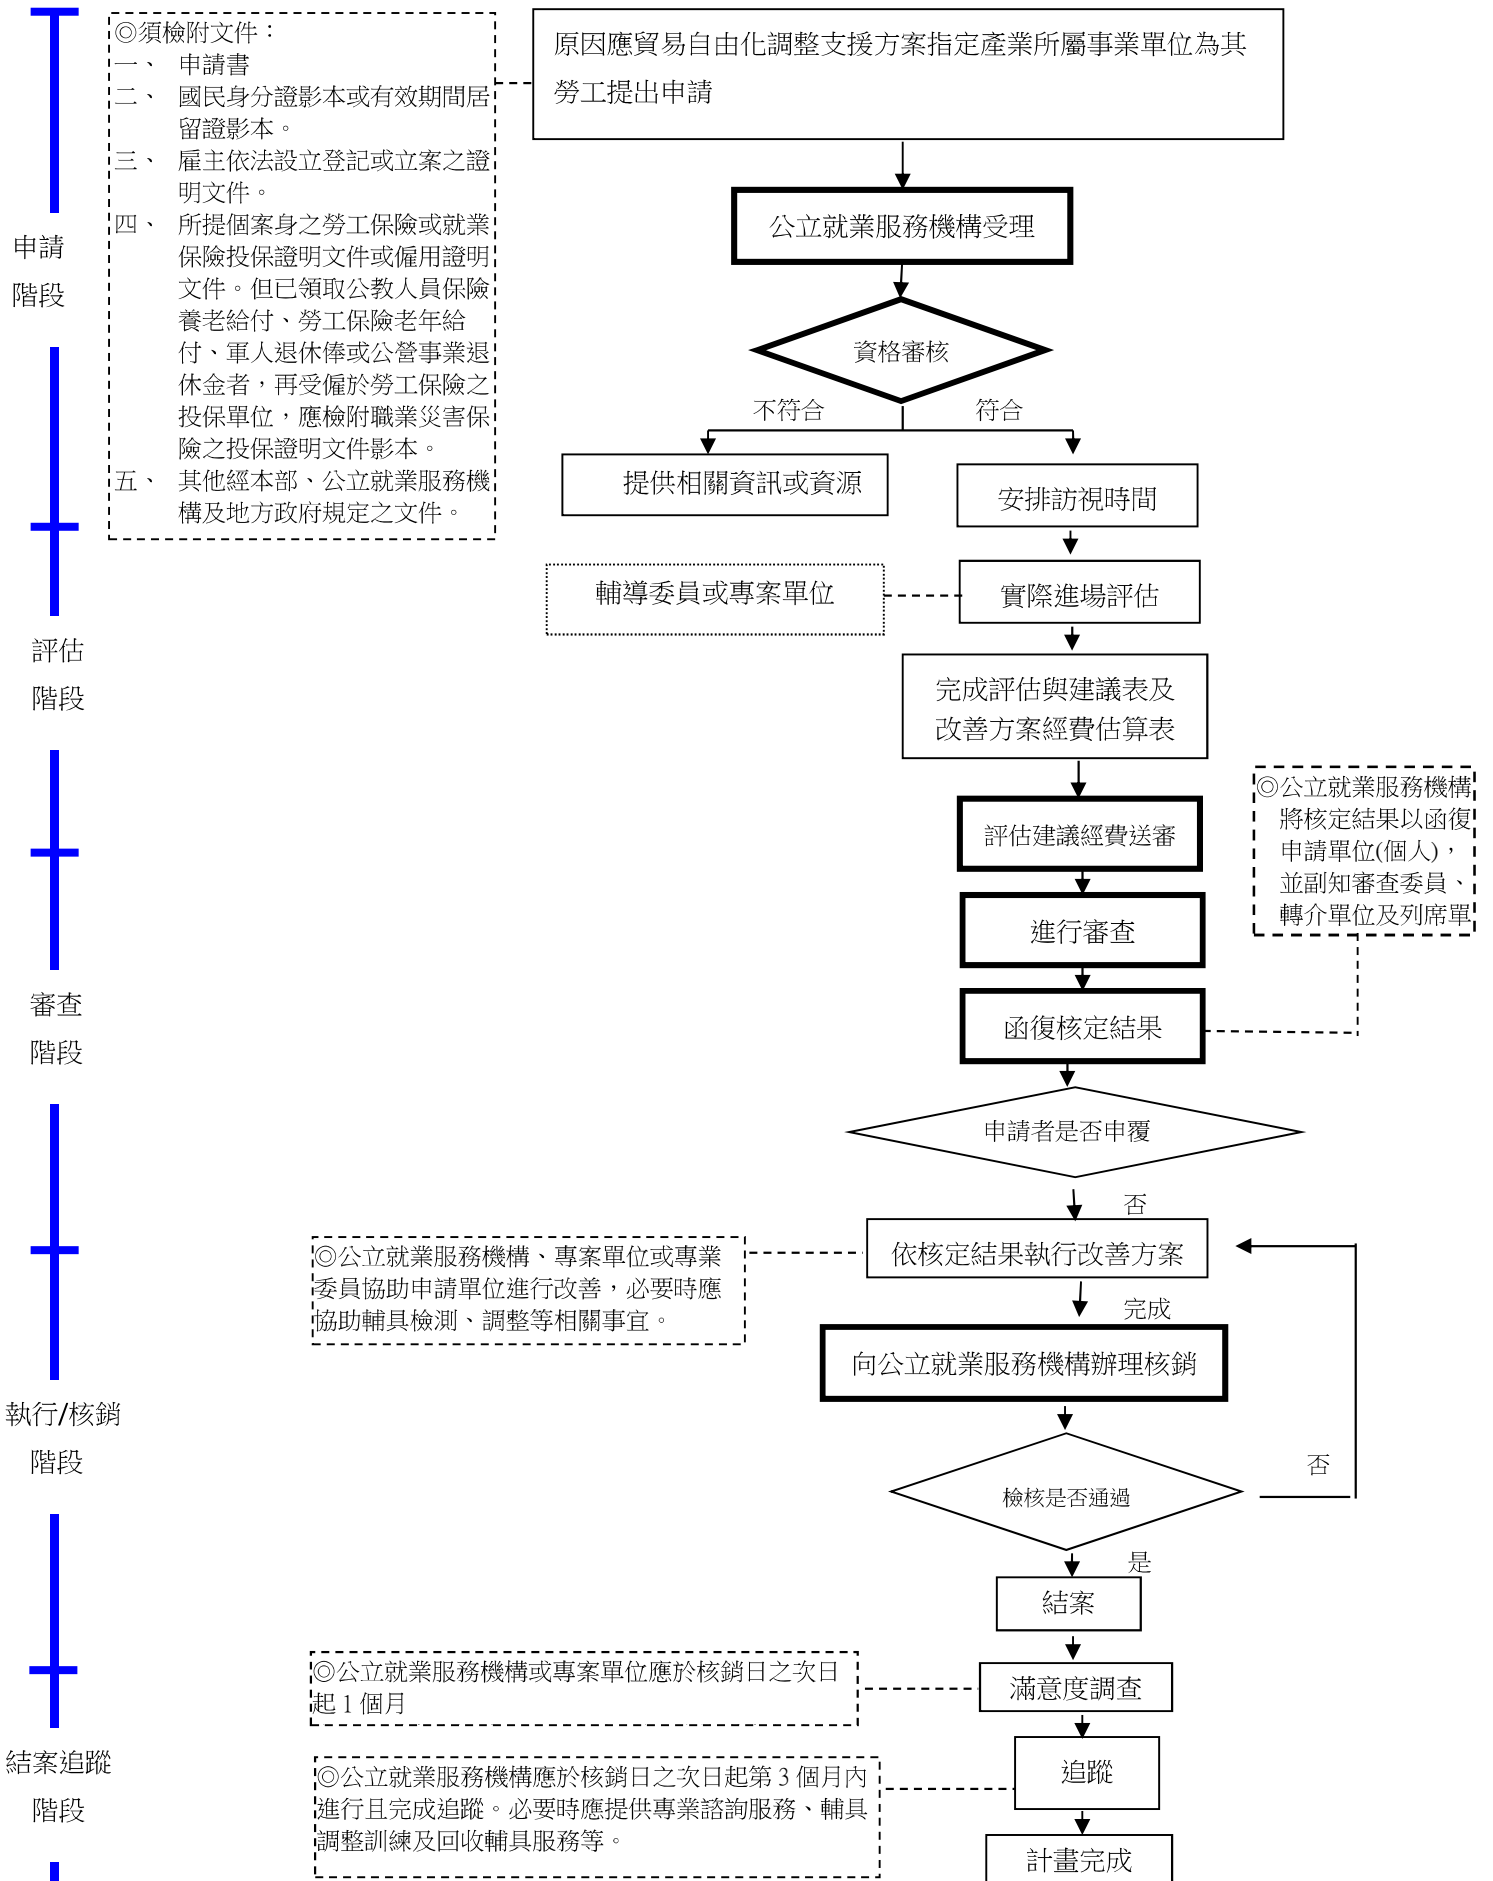 ◎須檢附文件：
一、 申請書
二、 國民身分證影本或有效期間居
留證影本。
三、 雇主依法設立登記或立案之證
明文件。
四、 所提個案身之勞工保險或就業
保險投保證明文件或僱用證明
文件。但已領取公教人員保險
養老給付、勞工保險老年給
付、軍人退休俸或公營事業退
休金者，再受僱於勞工保險之
投保單位，應檢附職業災害保
險之投保證明文件影本。
五、 其他經本部、公立就業服務機
構及地方政府規定之文件。
原因應貿易自由化調整支援方案指定產業所屬事業單位為其
勞工提出申請
公立就業服務機構受理
申請
階段
資格審核
不符合
符合
提供相關資訊或資源
安排訪視時間
輔導委員或專案單位
實際進場評估
評估
階段
完成評估與建議表及
改善方案經費估算表
評估建議經費送審
◎公立就業服務機構
將核定結果以函復
申請單位(個人)，
並副知審查委員、
轉介單位及列席單
進行審查
審查
階段
函復核定結果
申請者是否申覆
否
依核定結果執行改善方案
◎公立就業服務機構、專案單位或專業
委員協助申請單位進行改善，必要時應
協助輔具檢測、調整等相關事宜。
完成
向公立就業服務機構辦理核銷
執行/核銷
階段
檢核是否通過
否
是
結案
◎公立就業服務機構或專案單位應於核銷日之次日
起 1 個月
滿意度調查
結案追蹤
階段
◎公立就業服務機構應於核銷日之次日起第 3 個月內
進行且完成追蹤。必要時應提供專業諮詢服務、輔具
調整訓練及回收輔具服務等。
追蹤
計畫完成